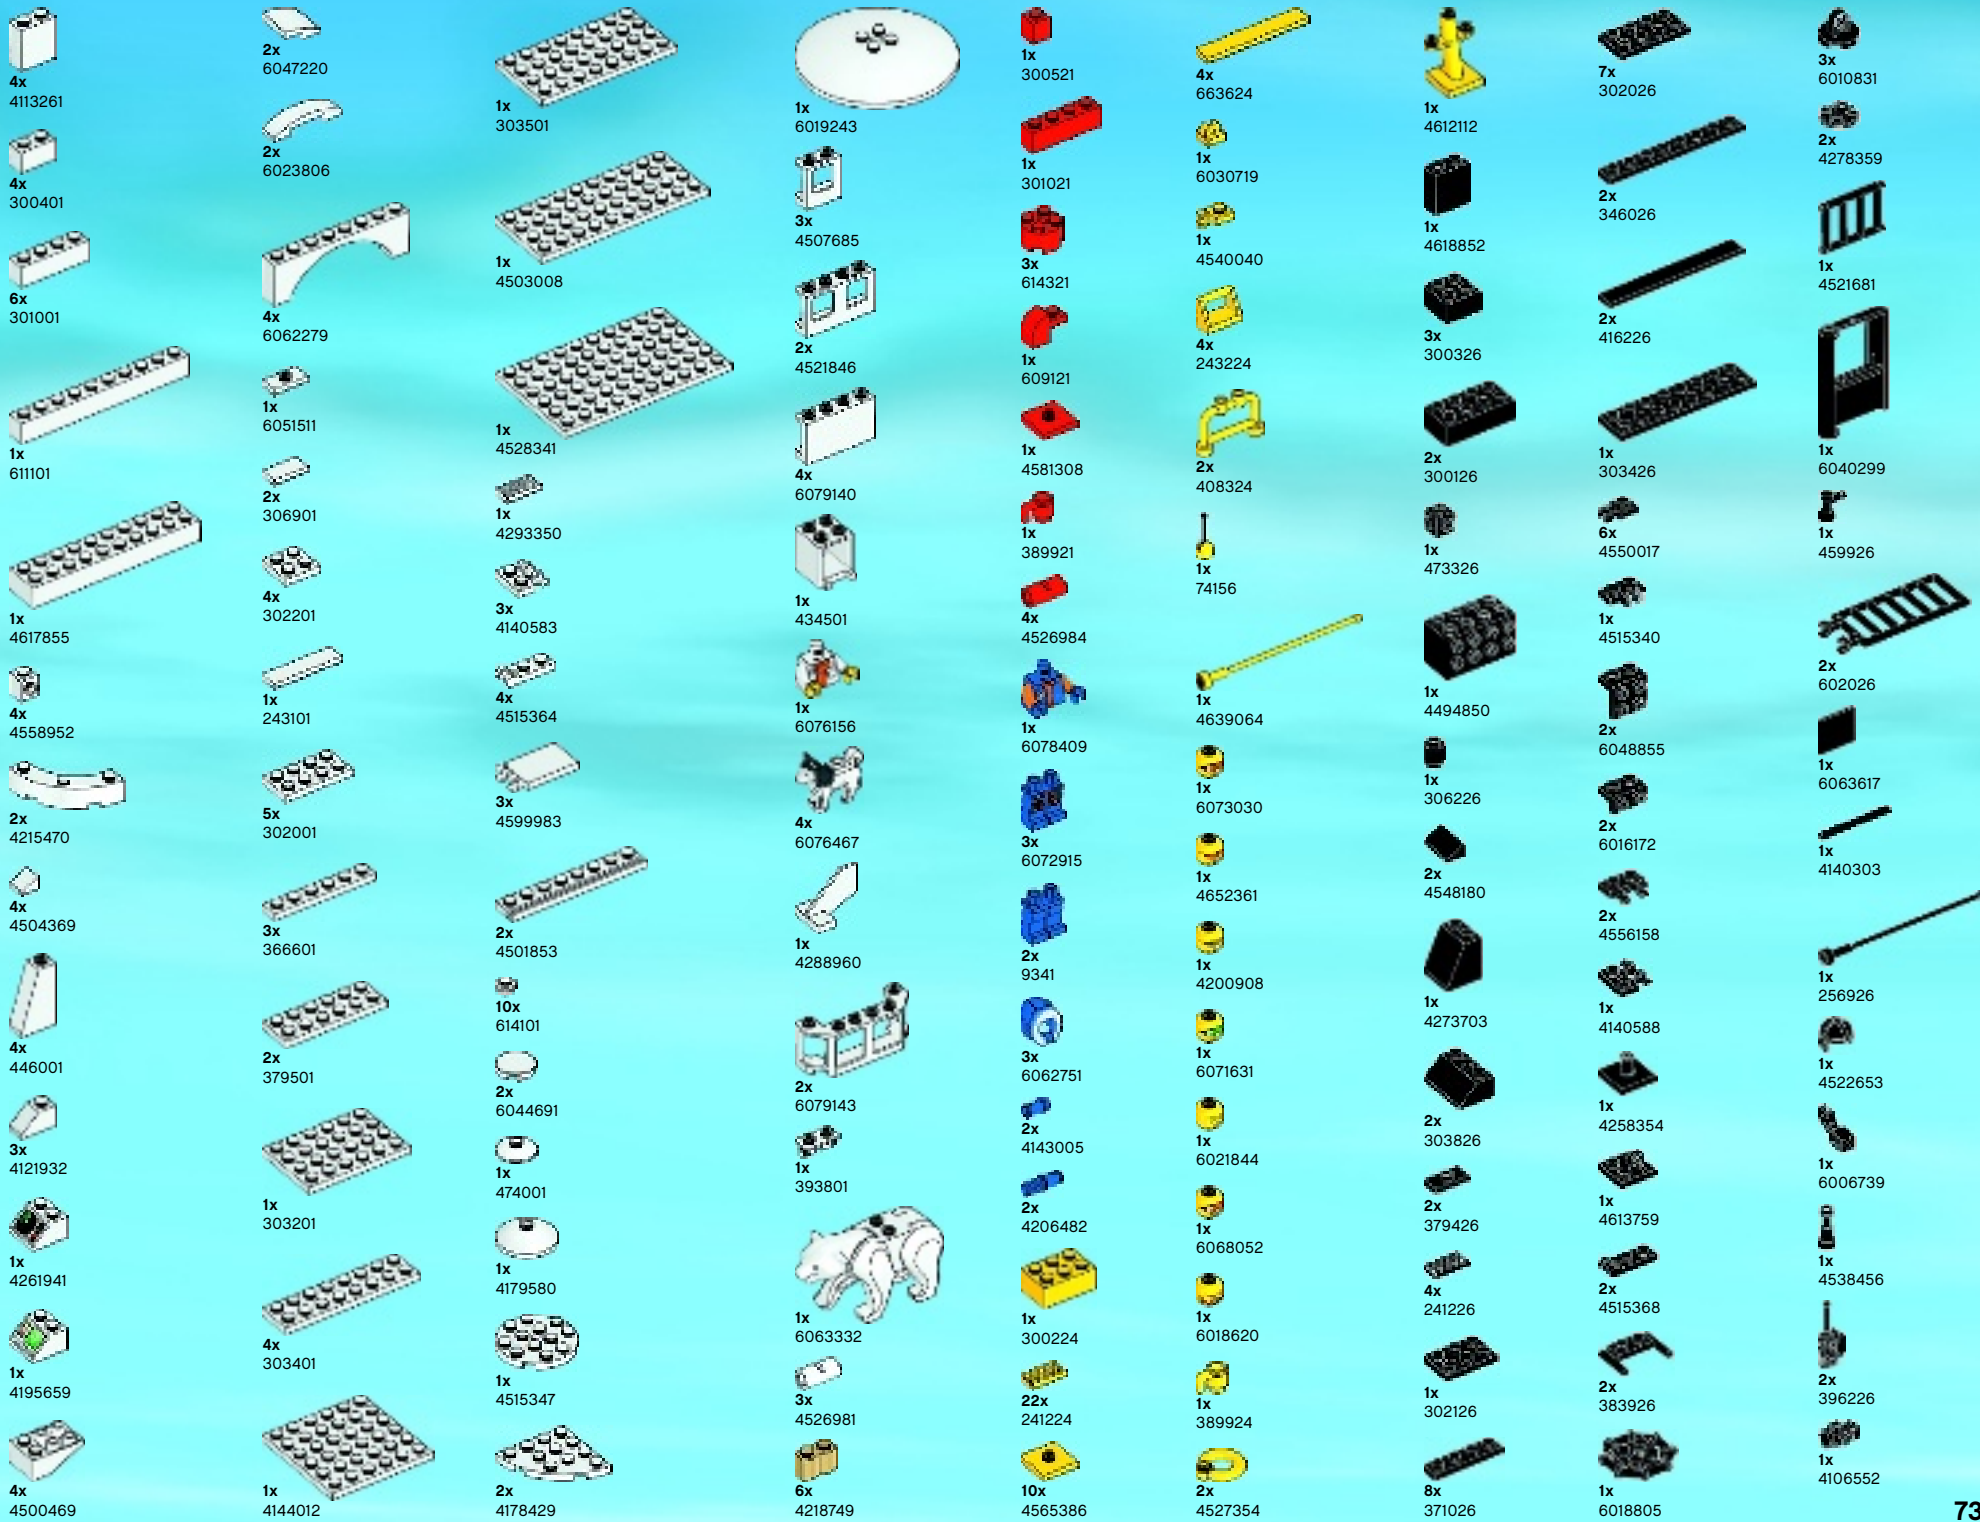 4x
4113261
4x
300401
6x
301001
1x
611101
1x
4617855
4x
4558952
2x
4215470
4x
4504369
4x
446001
3x
4121932
1x
4261941
1x
4195659
4x
4500469
2x
6047220
2x
6023806
4x
6062279
1x
6051511
2x
306901
4x
302201
1x
243101
5x
302001
3x
366601
2x
379501
1x
303201
4x
303401
1x
4144012
1x
303501
1x
4503008
1x
4528341
1x
4293350
3x
4140583
4x
4515364
3x
4599983
2x
4501853
10x
614101
2x
6044691
1x
474001
1x
4179580
1x
4515347
2x
4178429
1x
6019243
3x
4507685
2x
4521846
4x
6079140
1x
434501
1x
6076156
4x
6076467
1x
4288960
2x
6079143
1x
393801
1x
6063332
3x
4526981
6x
4218749
1x
300521
1x
301021
3x
614321
1x
609121
1x
4581308
1x
389921
4x
4526984
1x
6078409
3x
6072915
2x
9341
3x
6062751
2x
4143005
2x
4206482
1x
300224
22x
241224
10x
4565386
4x
663624
1x
6030719
1x
4540040
4x
243224
2x
408324
1x
74156
1x
4639064
1x
6073030
1x
4652361
1x
4200908
1x
6071631
1x
6021844
1x
6068052
1x
6018620
1x
389924
2x
4527354
1x
4612112
1x
4618852
3x
300326
2x
300126
1x
473326
1x
4494850
1x
306226
2x
4548180
1x
4273703
2x
303826
2x
379426
4x
241226
1x
302126
8x
371026
7x
302026
2x
346026
2x
416226
1x
303426
6x
4550017
1x
4515340
2x
6048855
2x
6016172
2x
4556158
1x
4140588
1x
4258354
1x
4613759
2x
4515368
2x
383926
1x
6018805
3x
6010831
2x
4278359
1x
4521681
1x
6040299
1x
459926
2x
602026
1x
6063617
1x
4140303
1x
256926
1x
4522653
1x
6006739
1x
4538456
2x
396226
1x
4106552
73